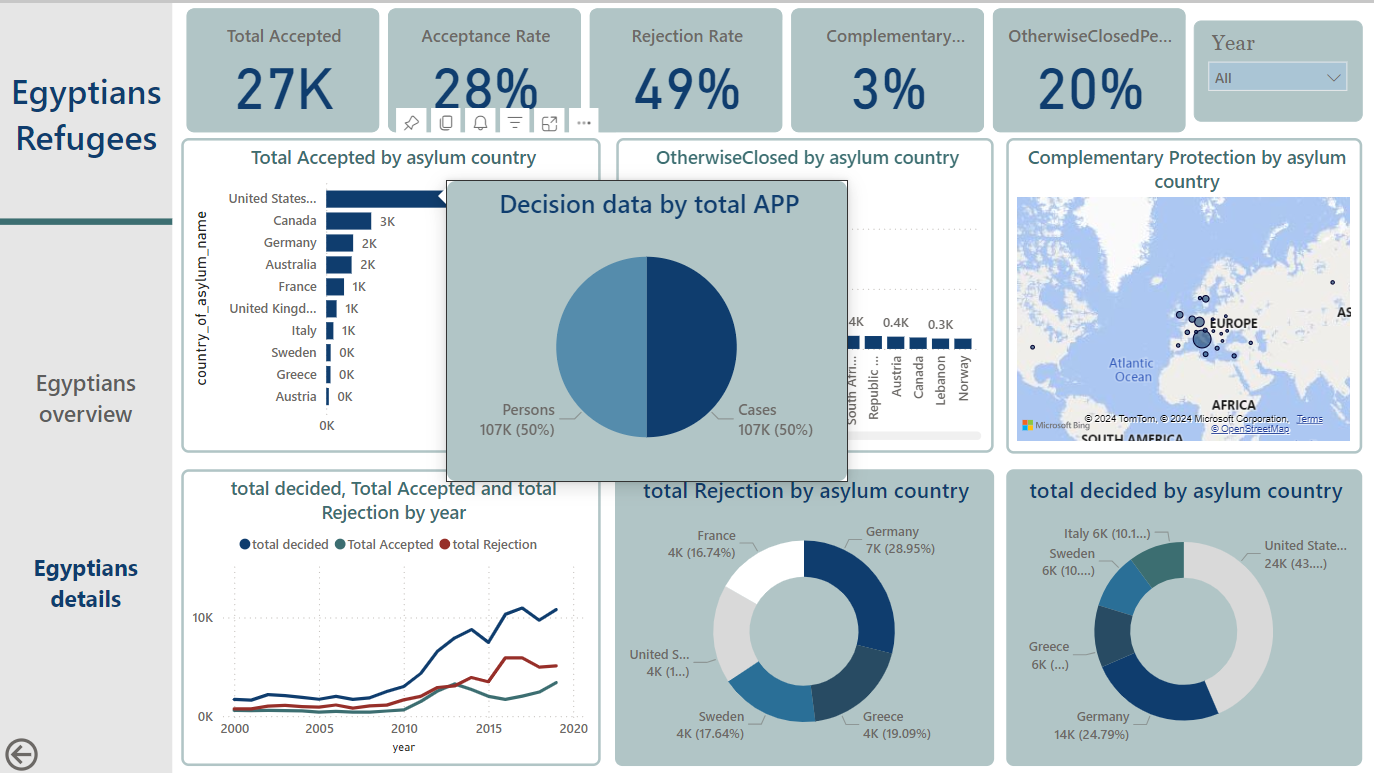 Egyptians
Refugees
Egyptians
overview
Egyptians
details
Total Accepted
27K
Acceptance Rate
28%
Rejection Rate
49%
Complementary...
3%
OtherwiseClosedPe...
20%
Year
All
Total Accepted by asylum country
country_of_asylum_name
United States...
Canada
3K
Germany
2K
Australia
2K
France
1K
United Kingd...
1K
Italy
1K
Sweden
0K
Greece
0K
Austria
0K
0K
OtherwiseClosed by asylum country
4K
0.4K
0.3K
South Afri...
Republic ...
Austria
Canada
Lebanon
Norway
Decision data by total APP
Persons
107K (50%)
Cases
107K (50%)
Complementary Protection by asylum
country
EUROPE
AS
Atlantic
Ocean
AFRICA
© 2024 TomTom, © 2024 Microsoft Corporation, Terms
© OpenStreetMap
Microsoft Bing
SOUTH AMERICA
total decided, Total Accepted and total
Rejection by year
total decided Total Accepted total Rejection
10K
0K
2000 2005 2010 2015 2020
year
total Rejection by asylum country
France
4K (16.74%)
Germany
7K (28.95%)
United S...
4K (1...)
Sweden
4K (17.64%)
Greece
4K (19.09%)
total decided by asylum country
Italy 6K (10.1...)
Sweden
6K (10....)
United State...
24K (43....)
Greece
6K (...)
Germany
14K (24.79%)